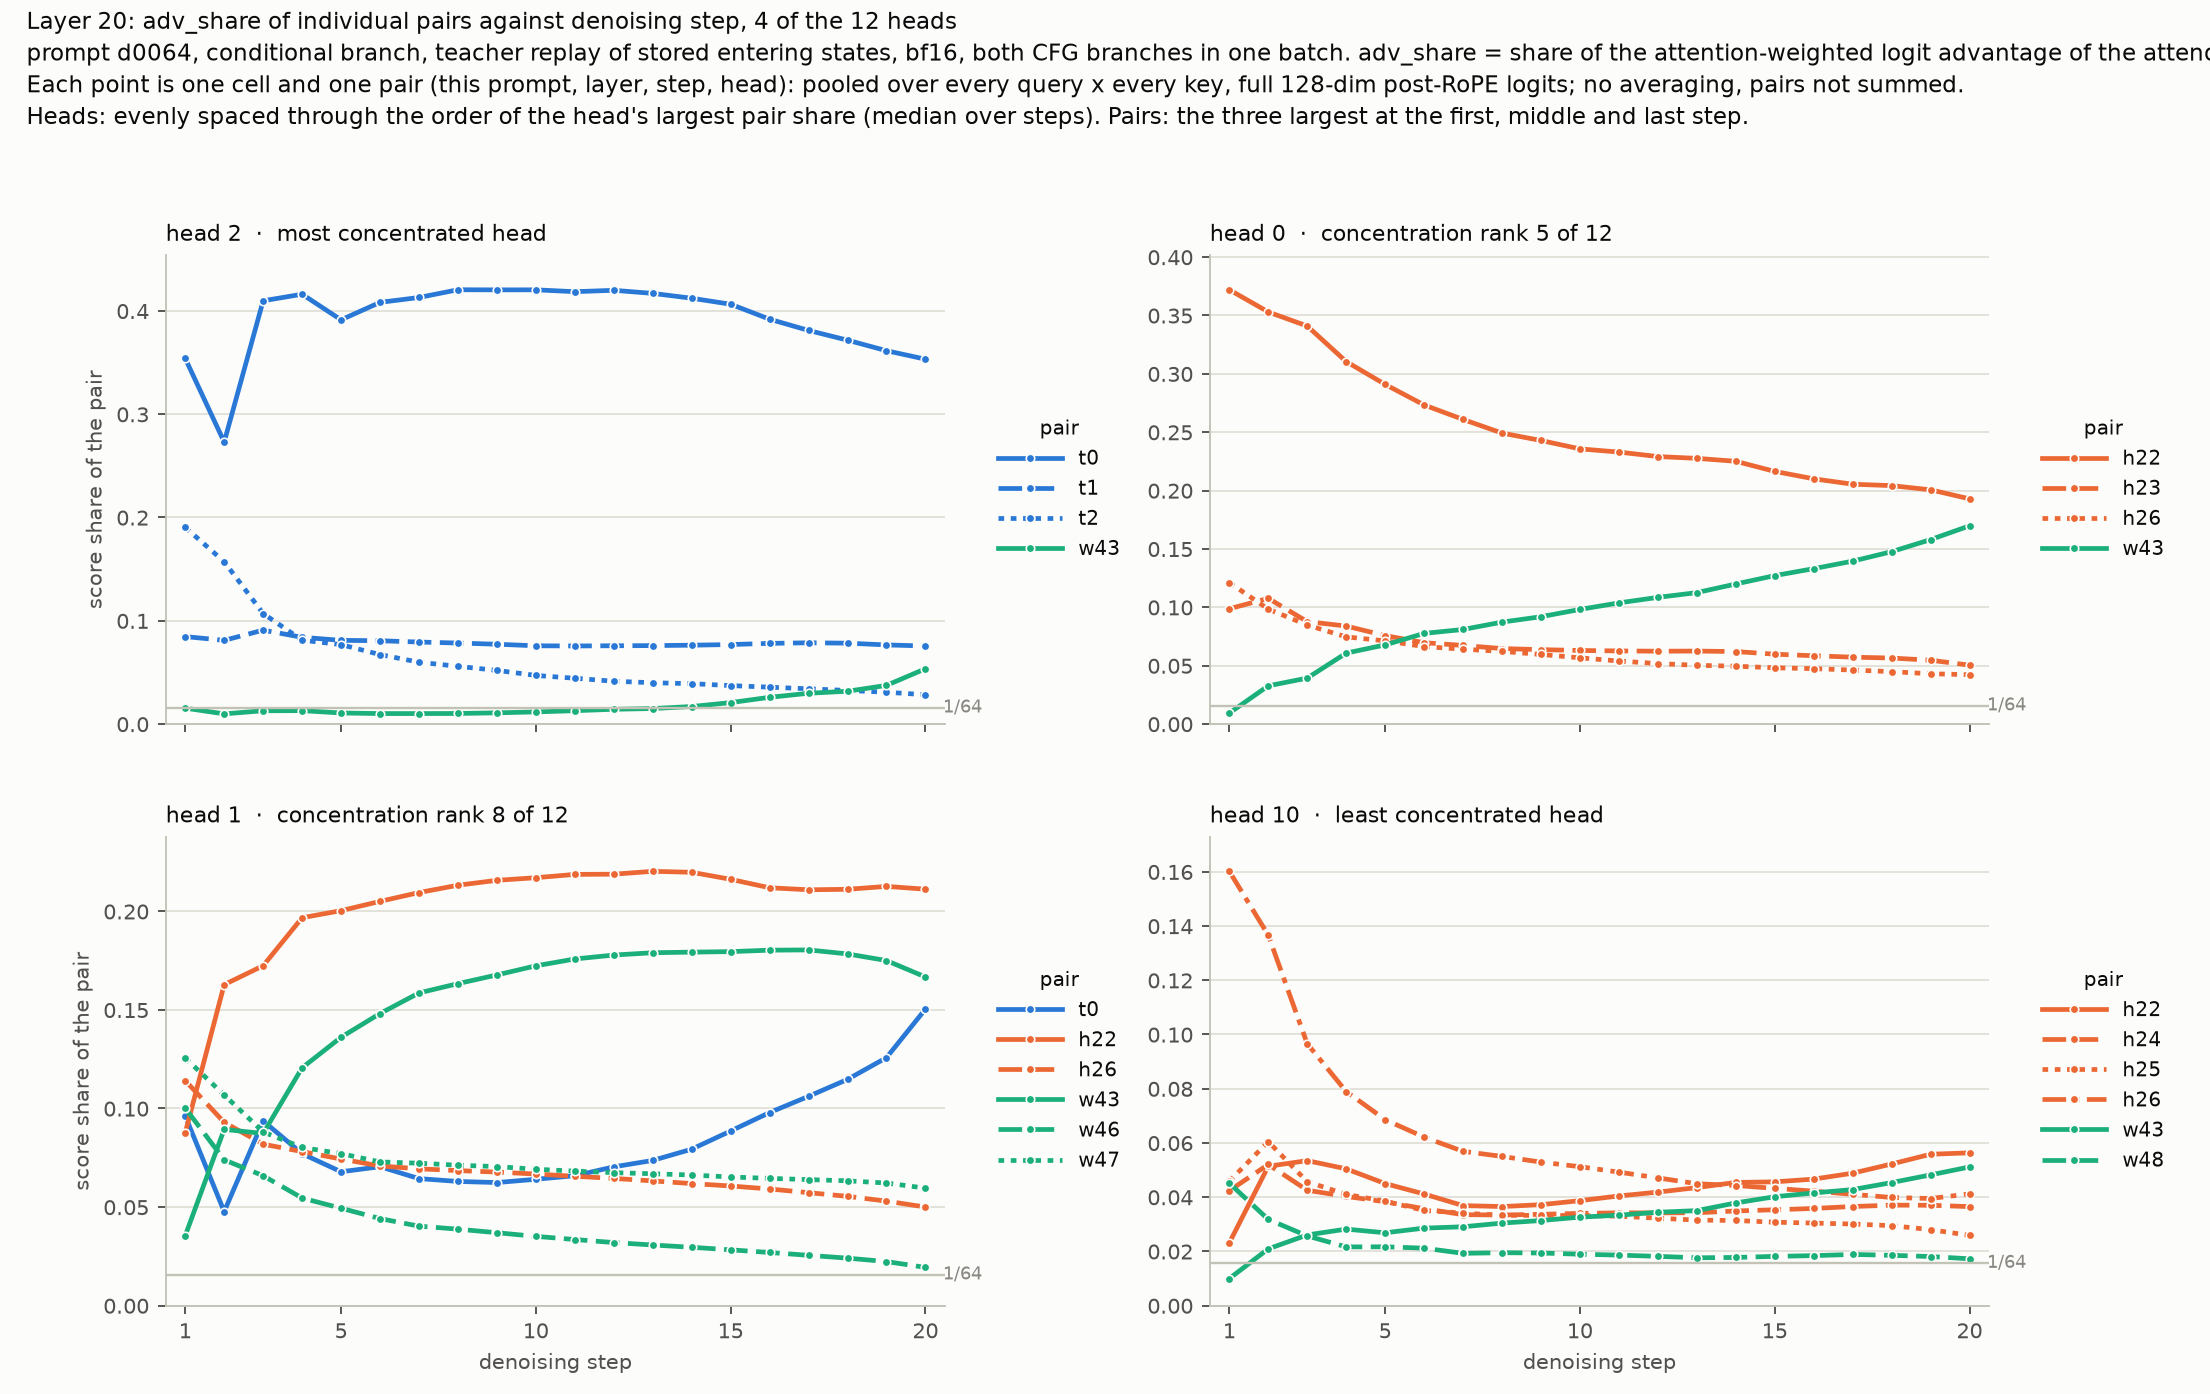 Layer 20: adv_share of individual pairs against denoising step, 4 of the 12 heads
prompt d0064, conditional branch, teacher replay of stored entering states, bf16, both CFG branches in one batch. adv_share = share of the attention-weighted logit advantage of the
Each point is one cell and one pair (this prompt, layer, step, head): pooled over every query x every key, full 128-dim post-RoPE logits; no averaging, pairs not summed.
Heads: evenly spaced through the order of the head's largest pair share (median over steps). Pairs: the three largest at the first, middle and last step.
head 2 · most concentrated head
score share of the pair
0.4
0.3
0.2
0.1
0.0
1/64
pair
t0
t1
t2
w43
head 0 · concentration rank 5 of 12
0.40
0.35
0.30
0.25
0.20
0.15
0.10
0.05
0.00
1/64
pair
h22
h23
h26
w43
head 1 · concentration rank 8 of 12
score share of the pair
0.20
0.15
0.10
0.05
0.00
1/64
1
5
10
15
20
denoising step
pair
t0
h22
h26
w43
w46
w47
head 10 · least concentrated head
0.16
0.14
0.12
0.10
0.08
0.06
0.04
0.02
0.00
1/64
1
5
10
15
20
denoising step
pair
h22
h24
h25
h26
w43
w48